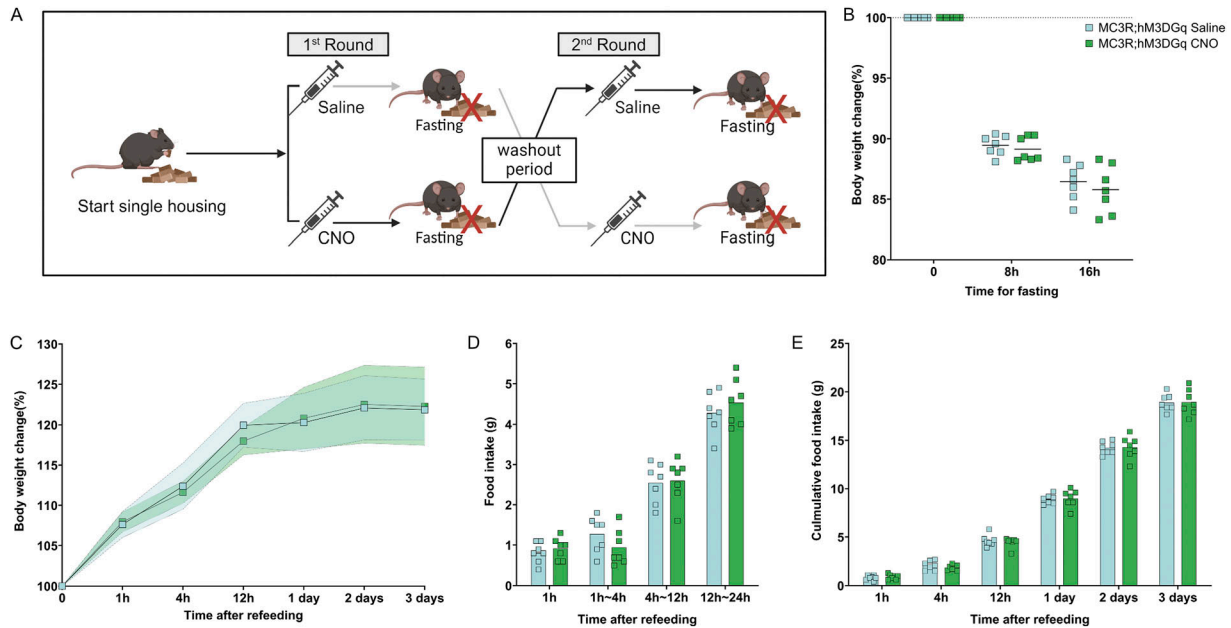 A
1st Round
2nd Round
Saline
Fasting
Saline
Fasting
washout
period
Start single housing
CNO
Fasting
CNO
Fasting
B
MC3R;hM3DGq Saline
MC3R;hM3DGq CNO
Body weight change(%)
100
95
90
85
80
0
8h
16h
Time for fasting
C
Body weight change(%)
130
125
120
115
110
105
100
0
1h
4h
12h
1 day
2 days
3 days
Time after refeeding
D
Food intake (g)
6
5
4
3
2
1
0
1h
1h~4h
4h~12h
12h~24h
Time after refeeding
E
Culmulative food intake (g)
25
20
15
10
5
0
1h
4h
12h
1 day
2 days
3 days
Time after refeeding